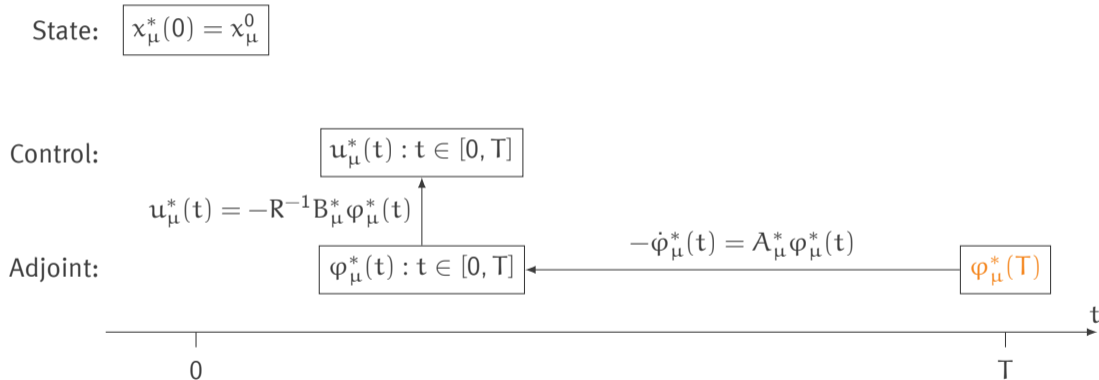 State: x*_μ(0) = x^0_μ
Control: u*_μ(t) : t ∈ [0, T]
u*_μ(t) = −R^{−1}B*_μφ*_μ(t)
−φ̇*_μ(t) = A*_μφ*_μ(t)
Adjoint: φ*_μ(t) : t ∈ [0, T] φ*_μ(T)
t
0 T